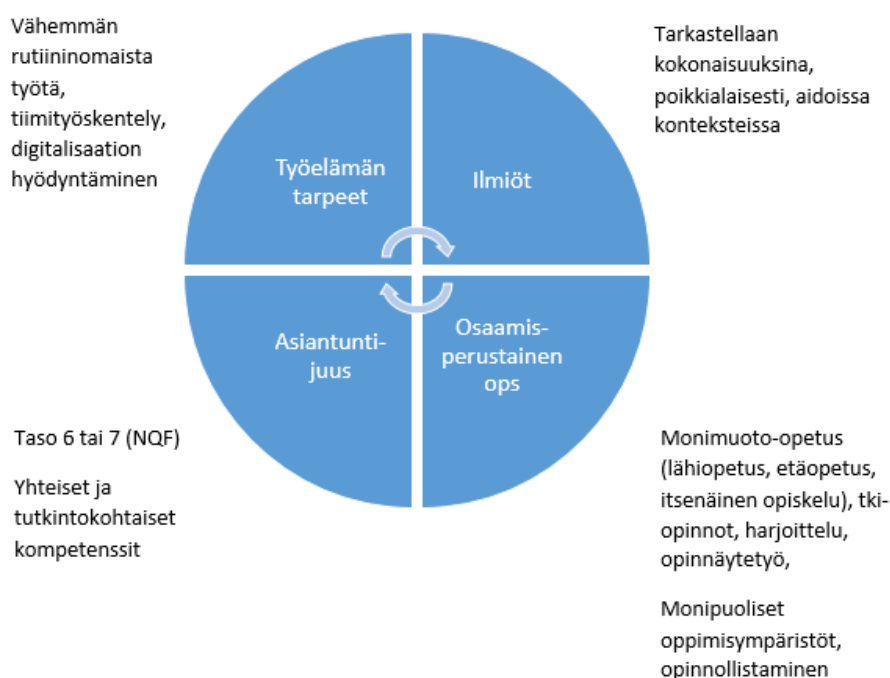 Vähemmän
rutiininomaista
työtä,
tiimityöskentely,
digitalisaation
hyödyntäminen
Työelämän
tarpeet
Ilmiöt
Tarkastellaan
kokonaisuuksina,
poikkialaisesti, aidoissa
konteksteissa
Asiantunti-
juus
Osaamis-
perustainen
ops
Taso 6 tai 7 (NQF)
Yhteiset ja
tutkintokohtaiset
kompetenssit
Monimuoto-opetus
(lähiopetus, etäopetus,
itsenäinen opiskelu), tki-
opinnot, harjoittelu,
opinnäytetyö,
Monipuoliset
oppimisympäristöt,
opinnollistaminen